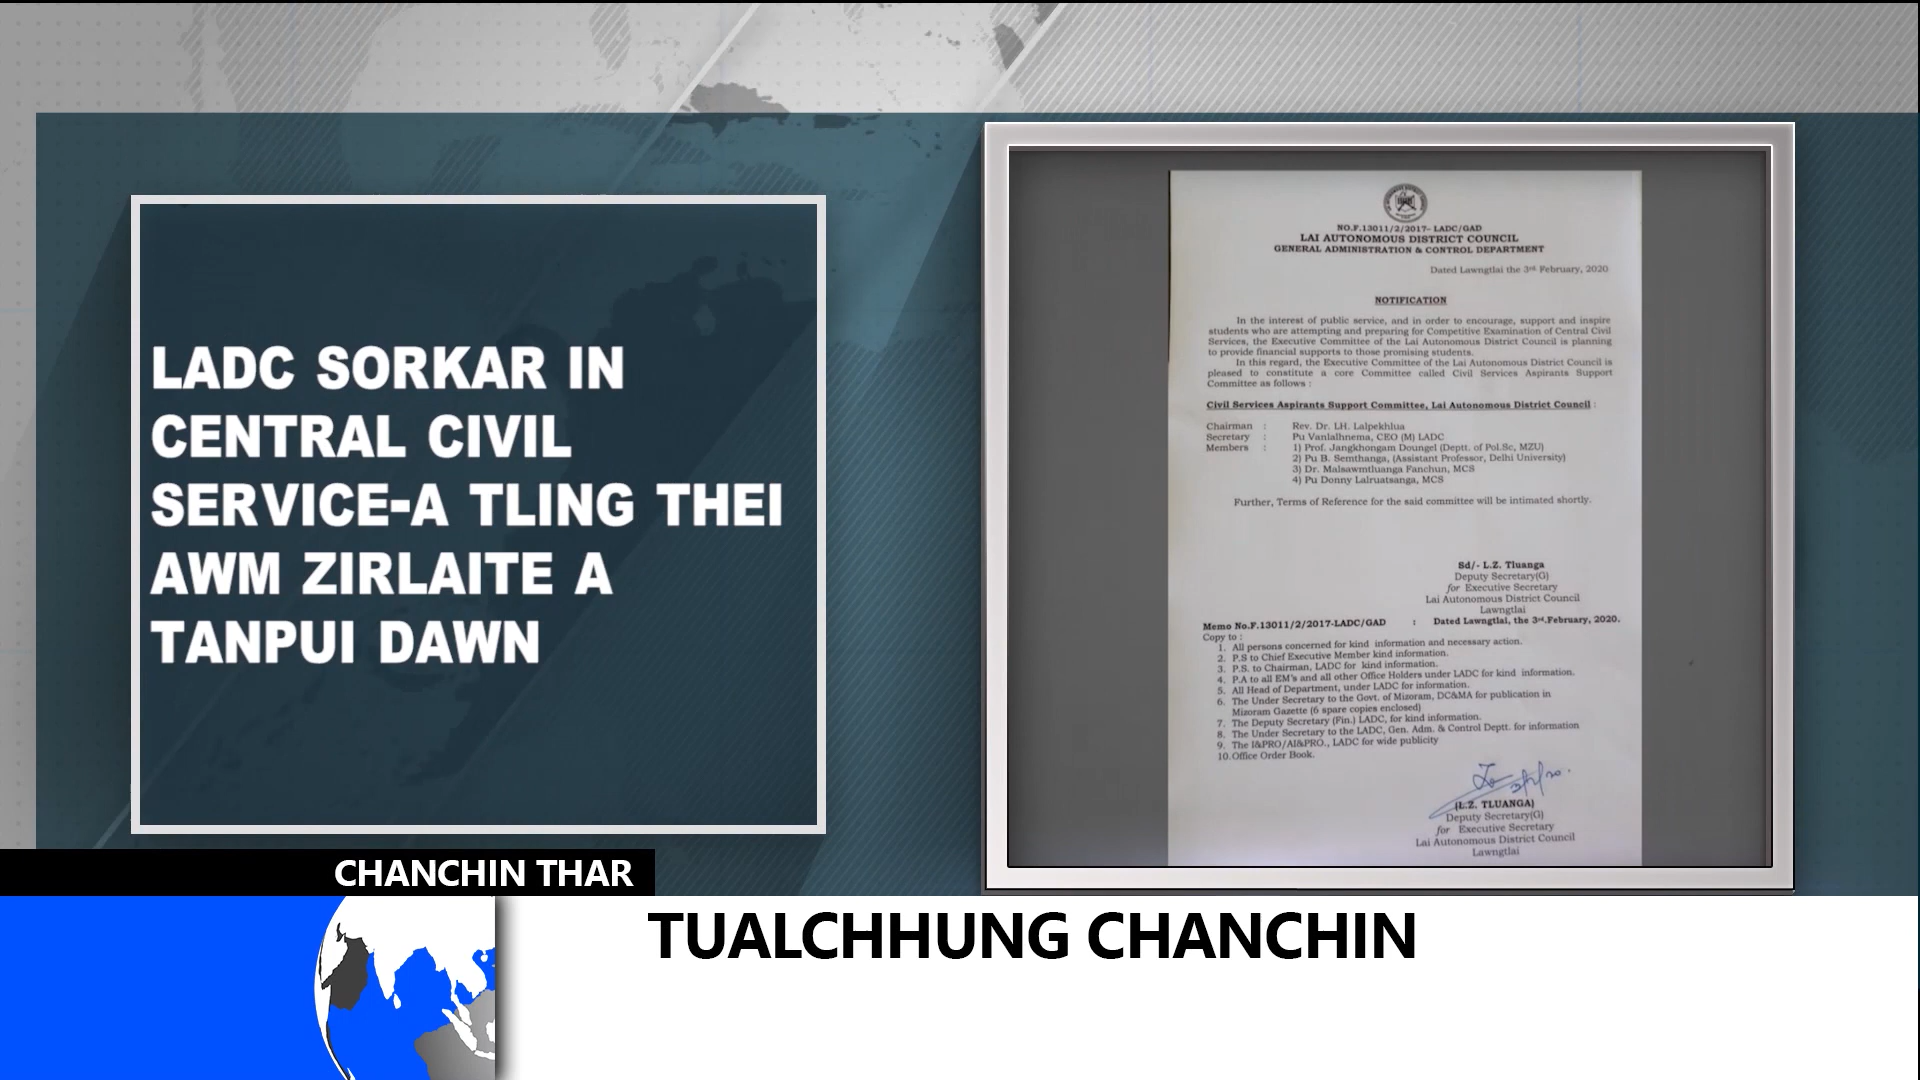 LADC SORKAR IN
CENTRAL CIVIL
SERVICE-A TLING THEI
AWM ZIRLAITE A
TANPUI DAWN
NO.F.13011/2/2017- LADC/GAD
LAI AUTONOMOUS DISTRICT COUNCIL
GENERAL ADMINISTRATION & CONTROL DEPARTMENT
Dated Lawngtlai the 3rd February, 2020
NOTIFICATION
In the interest of public service, and in order to encourage, support and inspire
students who are attempting and preparing for Competitive Examination of Central Civil
Services, the Executive Committee of the Lai Autonomous District Council is planning
to provide financial supports to those promising students.
In this regard, the Executive Committee of the Lai Autonomous District Council is
pleased to constitute a core Committee called Civil Services Aspirants Support
Committee as follows :
Civil Services Aspirants Support Committee, Lai Autonomous District Council :
Chairman : Rev. Dr. LH. Lalpekhlua
Secretary : Pu Vanlalhnema, CEO (M) LADC
Members : 1) Prof. Jangkhongam Doungel (Deptt. of Pol.Sc, MZU)
2) Pu B. Semthanga, (Assistant Professor, Delhi University)
3) Dr. Malsawmtluanga Fanchun, MCS
4) Pu Donny Lalruatsanga, MCS
Further, Terms of Reference for the said committee will be intimated shortly.
Sd/- L.Z. Tluanga
Deputy Secretary(G)
for Executive Secretary
Lai Autonomous District Council
Lawngtlai
Memo No.F.13011/2/2017-LADC/GAD : Dated Lawngtlai, the 3rd.February, 2020.
Copy to :
1. All persons concerned for kind information and necessary action.
2. P.S to Chief Executive Member kind information.
3. P.S. to Chairman, LADC for kind information.
4. P.A to all EM's and all other Office Holders under LADC for kind information.
5. All Head of Department, under LADC for information.
6. The Under Secretary to the Govt. of Mizoram, DC&MA for publication in
Mizoram Gazette (6 spare copies enclosed)
7. The Deputy Secretary (Fin.) LADC, for kind information.
8. The Under Secretary to the LADC, Gen. Adm. & Control Deptt. for information
9. The I&PRO/AI&PRO., LADC for wide publicity
10. Office Order Book.
(L.Z. TLUANGA)
Deputy Secretary(G)
for Executive Secretary
Lai Autonomous District Council
Lawngtlai
CHANCHIN THAR
TUALCHHUNG CHANCHIN